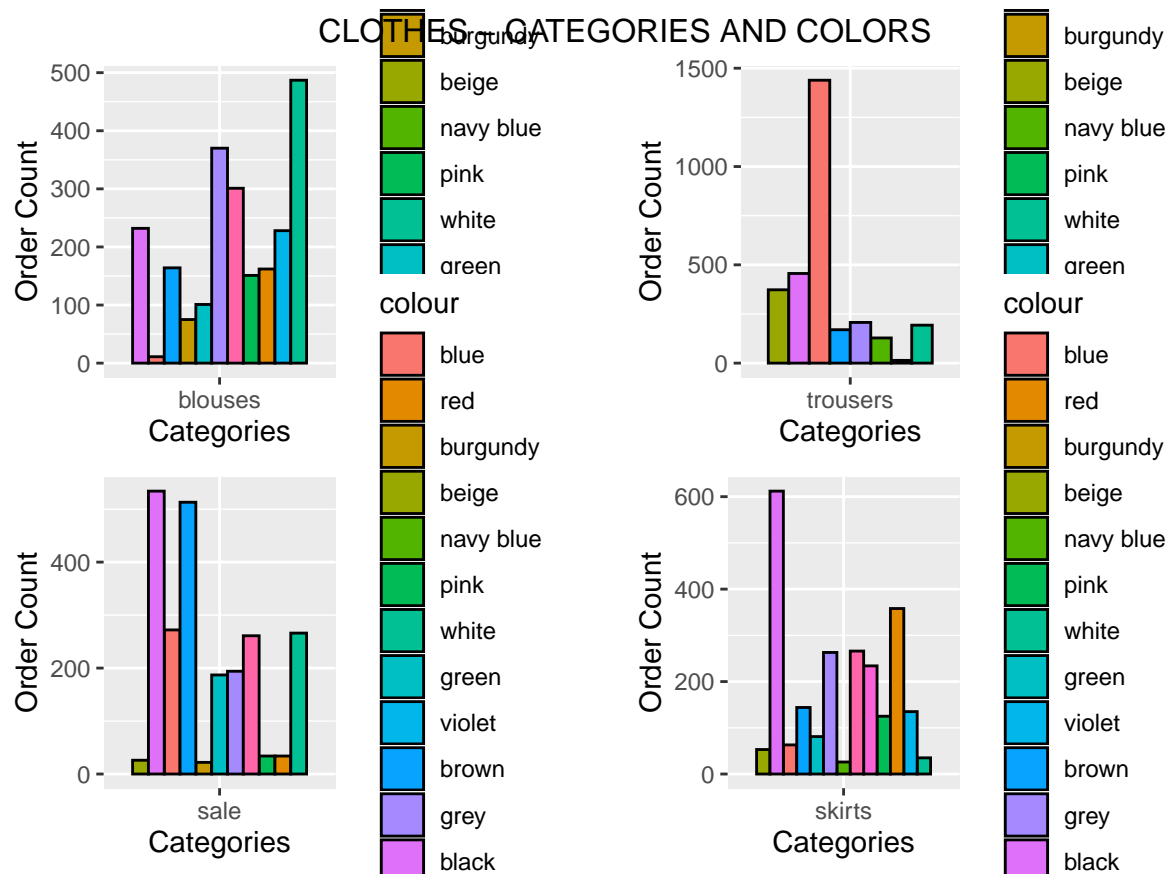 CLOTHES – CATEGORIES AND COLORS
Order Count
500
400
300
200
100
0
blouses
Categories
burgundy
beige
navy blue
pink
white
green
Order Count
1500
1000
500
0
trousers
Categories
burgundy
beige
navy blue
pink
white
green
Order Count
400
200
0
sale
Categories
colour
blue
red
burgundy
beige
navy blue
pink
white
green
violet
brown
grey
black
Order Count
600
400
200
0
skirts
Categories
colour
blue
red
burgundy
beige
navy blue
pink
white
green
violet
brown
grey
black